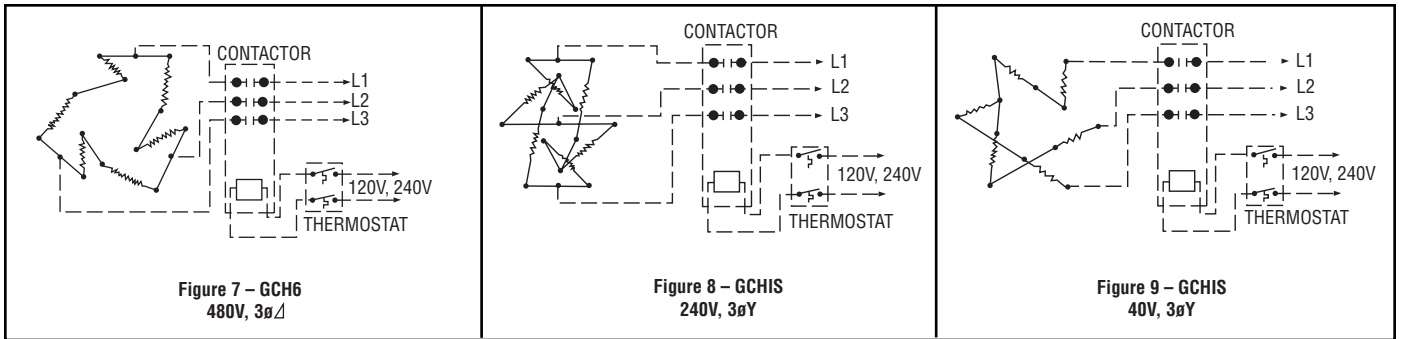 CONTACTOR
L1
L2
L3
120V, 240V
THERMOSTAT
Figure 7 – GCH6
480V, 3ø⊿
CONTACTOR
L1
L2
L3
120V, 240V
THERMOSTAT
Figure 8 – GCHIS
240V, 3øY
CONTACTOR
L1
L2
L3
120V, 240V
THERMOSTAT
Figure 9 – GCHIS
40V, 3øY